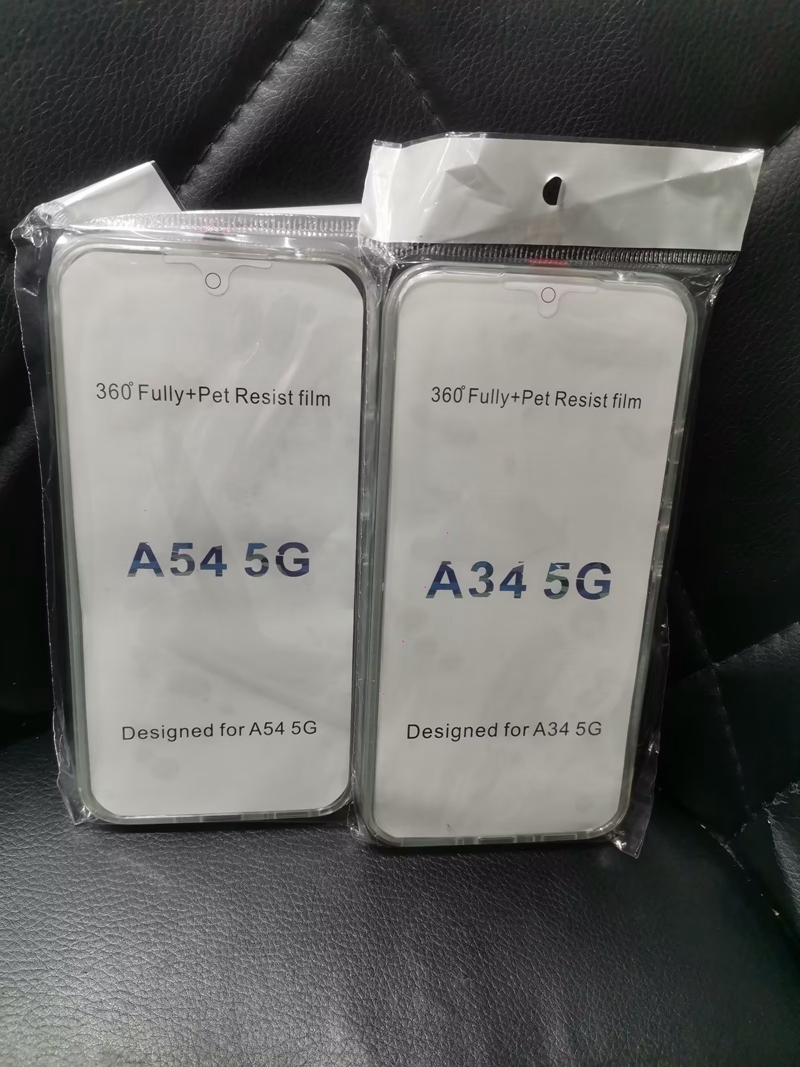 360° Fully+Pet Resist film
A54 5G
Designed for A54 5G
360° Fully+Pet Resist film
A34 5G
Designed for A34 5G